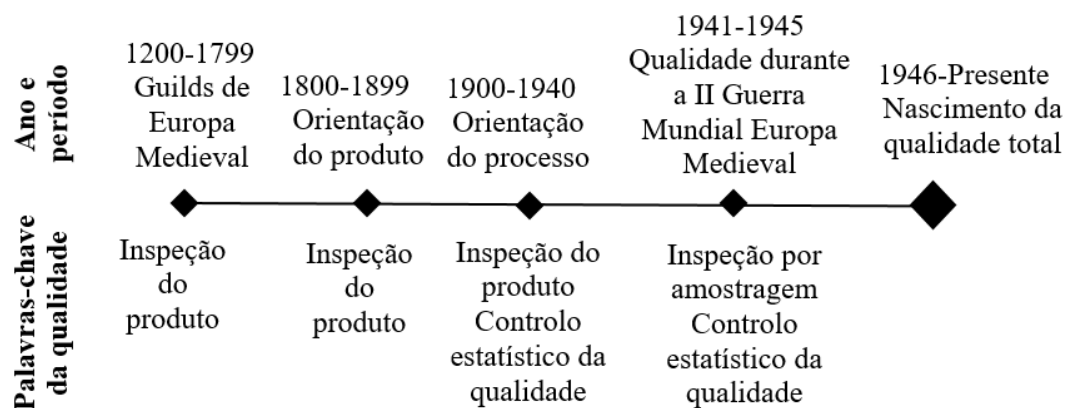 Ano e
período
1200-1799
Guilds de
Europa
Medieval
1800-1899
Orientação
do produto
1900-1940
Orientação
do processo
1941-1945
Qualidade durante
a II Guerra
Mundial Europa
Medieval
1946-Presente
Nascimento da
qualidade total
Palavras-chave
da qualidade
Inspeção
do
produto
Inspeção
do
produto
Inspeção do
produto
Controlo
estatístico da
qualidade
Inspeção por
amostragem
Controlo
estatístico da
qualidade